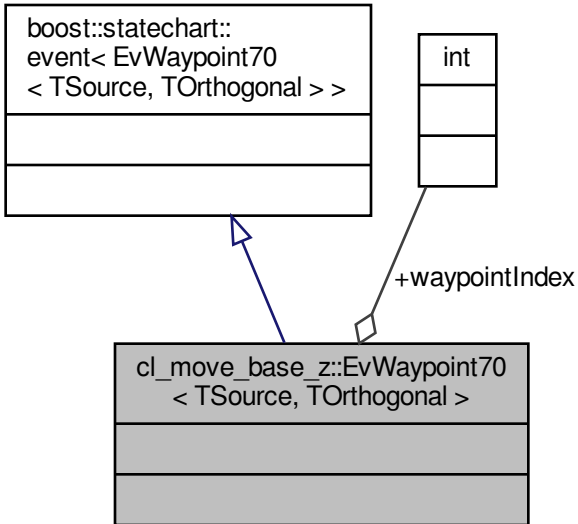 boost::statechart::
event< EvWaypoint70
< TSource, TOrthogonal > >
int
+waypointIndex
cl_move_base_z::EvWaypoint70
< TSource, TOrthogonal >